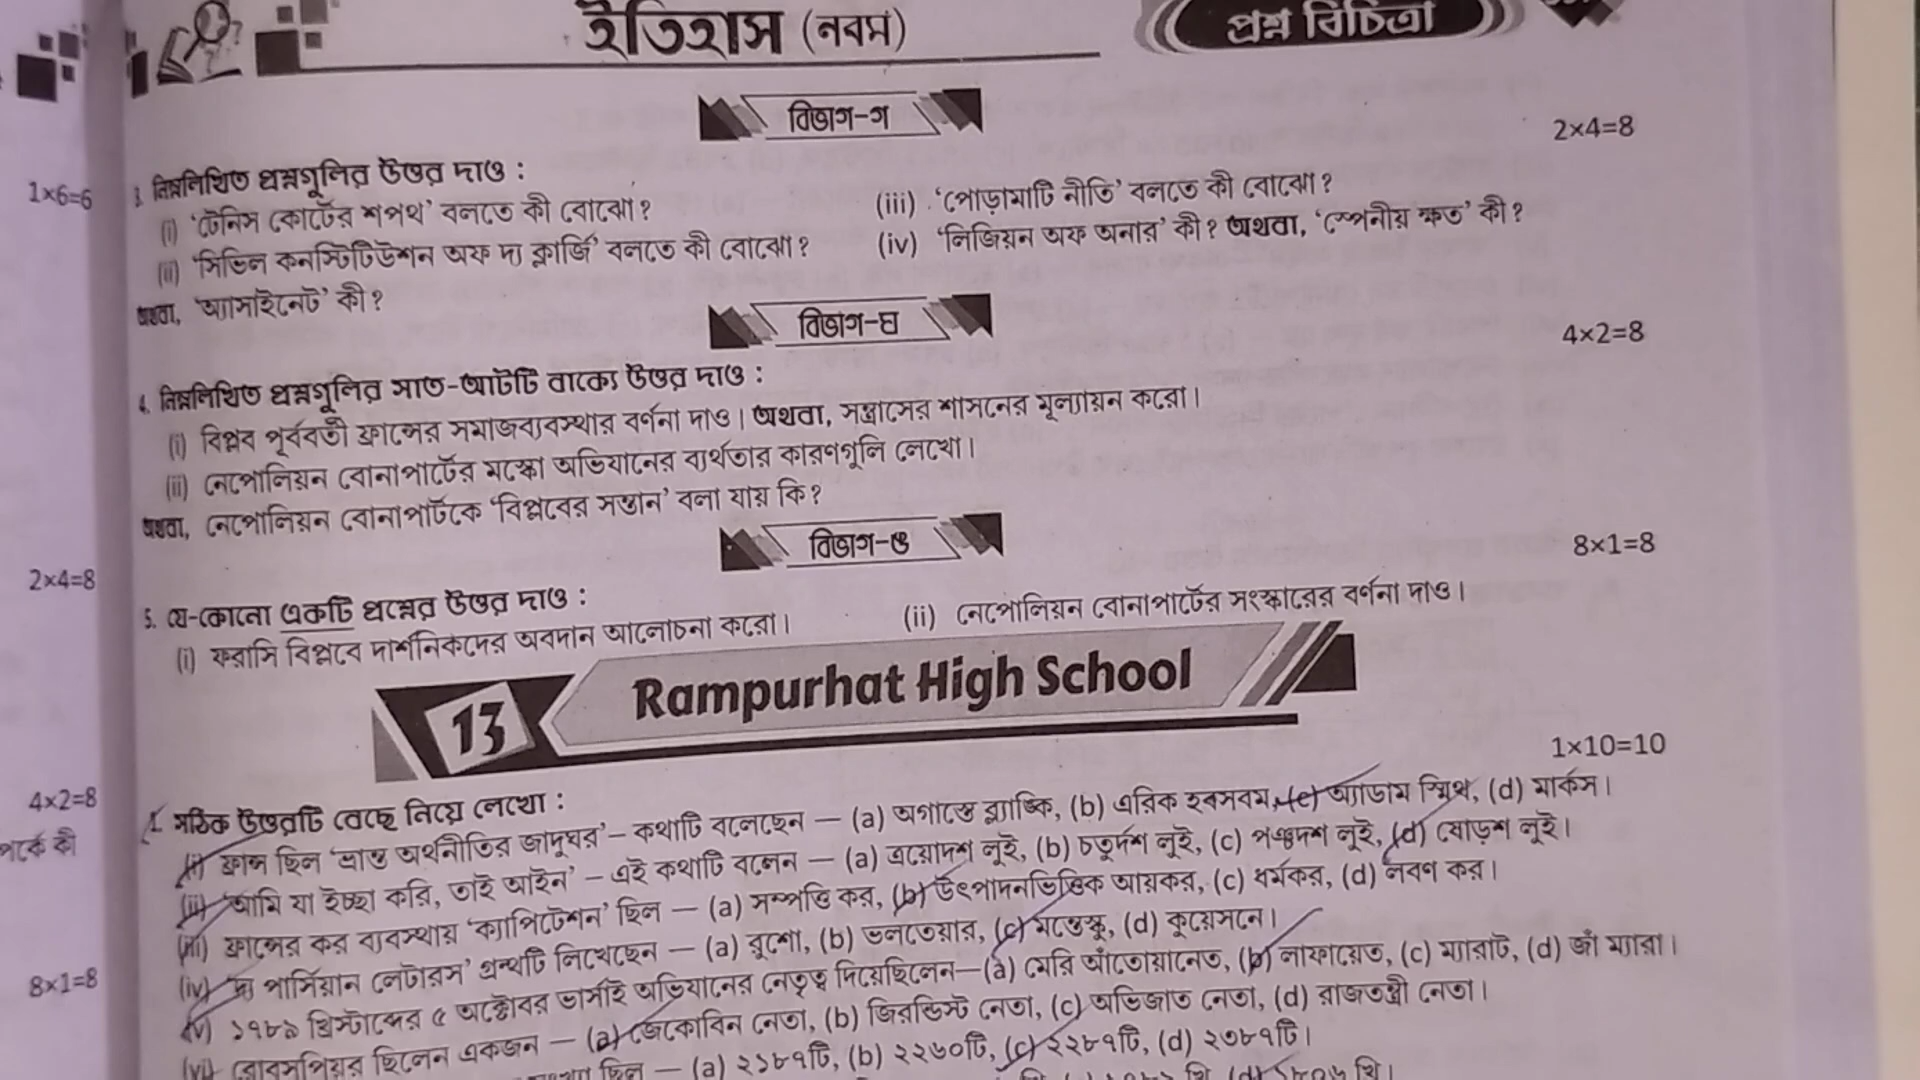 ইতিহাস (নবম)
প্রশ্ন বিচিত্রা
বিভাগ-গ
2×4=8
1×6=6
3. নিম্নলিখিত প্রশ্নগুলির উত্তর দাও :
(i) ‘টেনিস কোর্টের শপথ’ বলতে কী বোঝো?
(iii) ‘পোড়ামাটি নীতি’ বলতে কী বোঝো?
(ii) ‘সিভিল কনস্টিটিউশন অফ দ্য ক্লার্জি’ বলতে কী বোঝো?
(iv) ‘লিজিয়ন অফ অনার’ কী? অথবা, ‘স্পেনীয় ক্ষত’ কী?
অথবা, ‘অ্যাসাইনেট’ কী?
বিভাগ-ঘ
4×2=8
4. নিম্নলিখিত প্রশ্নগুলির সাত-আটটি বাক্যে উত্তর দাও :
(i) বিপ্লব পূর্ববর্তী ফ্রান্সের সমাজব্যবস্থার বর্ণনা দাও। অথবা, সন্ত্রাসের শাসনের মূল্যায়ন করো।
(ii) নেপোলিয়ন বোনাপার্টের মস্কো অভিযানের ব্যর্থতার কারণগুলি লেখো।
অথবা, নেপোলিয়ন বোনাপার্টকে ‘বিপ্লবের সন্তান’ বলা যায় কি?
বিভাগ-ঙ
8×1=8
2×4=8
5. যে-কোনো একটি প্রশ্নের উত্তর দাও :
(i) ফরাসি বিপ্লবে দার্শনিকদের অবদান আলোচনা করো।
(ii) নেপোলিয়ন বোনাপার্টের সংস্কারের বর্ণনা দাও।
13 Rampurhat High School
1×10=10
4×2=8
পর্কে কী
1. সঠিক উত্তরটি বেছে নিয়ে লেখো :
(i) ফ্রান্স ছিল ‘ভ্রান্ত অর্থনীতির জাদুঘর’ – কথাটি বলেছেন — (a) অগাস্তে ব্ল্যাঙ্কি, (b) এরিক হবসবম, (c) অ্যাডাম স্মিথ, (d) মার্কস।
(ii) ‘আমি যা ইচ্ছা করি, তাই আইন’ – এই কথাটি বলেন — (a) ত্রয়োদশ লুই, (b) চতুর্দশ লুই, (c) পঞ্চদশ লুই, (d) ষোড়শ লুই।
(iii) ফ্রান্সের কর ব্যবস্থায় ‘ক্যাপিটেশন’ ছিল — (a) সম্পত্তি কর, (b) উৎপাদনভিত্তিক আয়কর, (c) ধর্মকর, (d) লবণ কর।
(iv) ‘দ্য পার্সিয়ান লেটারস’ গ্রন্থটি লিখেছেন — (a) রুশো, (b) ভলতেয়ার, (c) মন্তেস্কু, (d) কুয়েসনে।
8×1=8
(v) ১৭৮৯ খ্রিস্টাব্দের ৫ অক্টোবর ভার্সাই অভিযানের নেতৃত্ব দিয়েছিলেন—(a) মেরি আঁতোয়ানেত, (b) লাফায়েত, (c) ম্যারাট, (d) জাঁ ম্যারা।
(vi) রোবসপিয়র ছিলেন একজন — (a) জেকোবিন নেতা, (b) জিরন্ডিস্ট নেতা, (c) অভিজাত নেতা, (d) রাজতন্ত্রী নেতা।
ছিল — (a) ২১৮৭টি, (b) ২২৬০টি, (c) ২২৮৭টি, (d) ২৩৮৭টি।